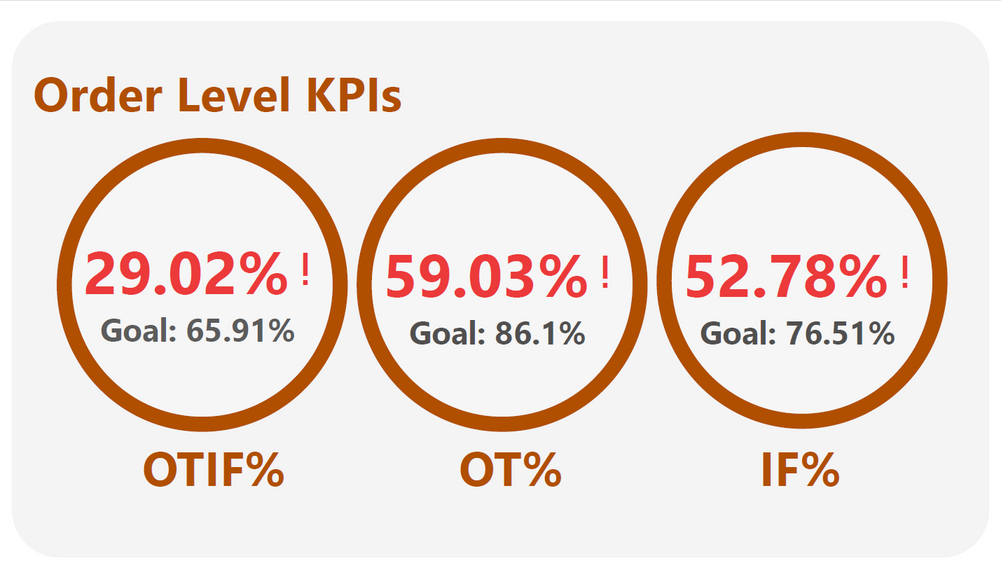 Order Level KPIs
29.02% !
Goal: 65.91%
OTIF%
59.03% !
Goal: 86.1%
OT%
52.78% !
Goal: 76.51%
IF%